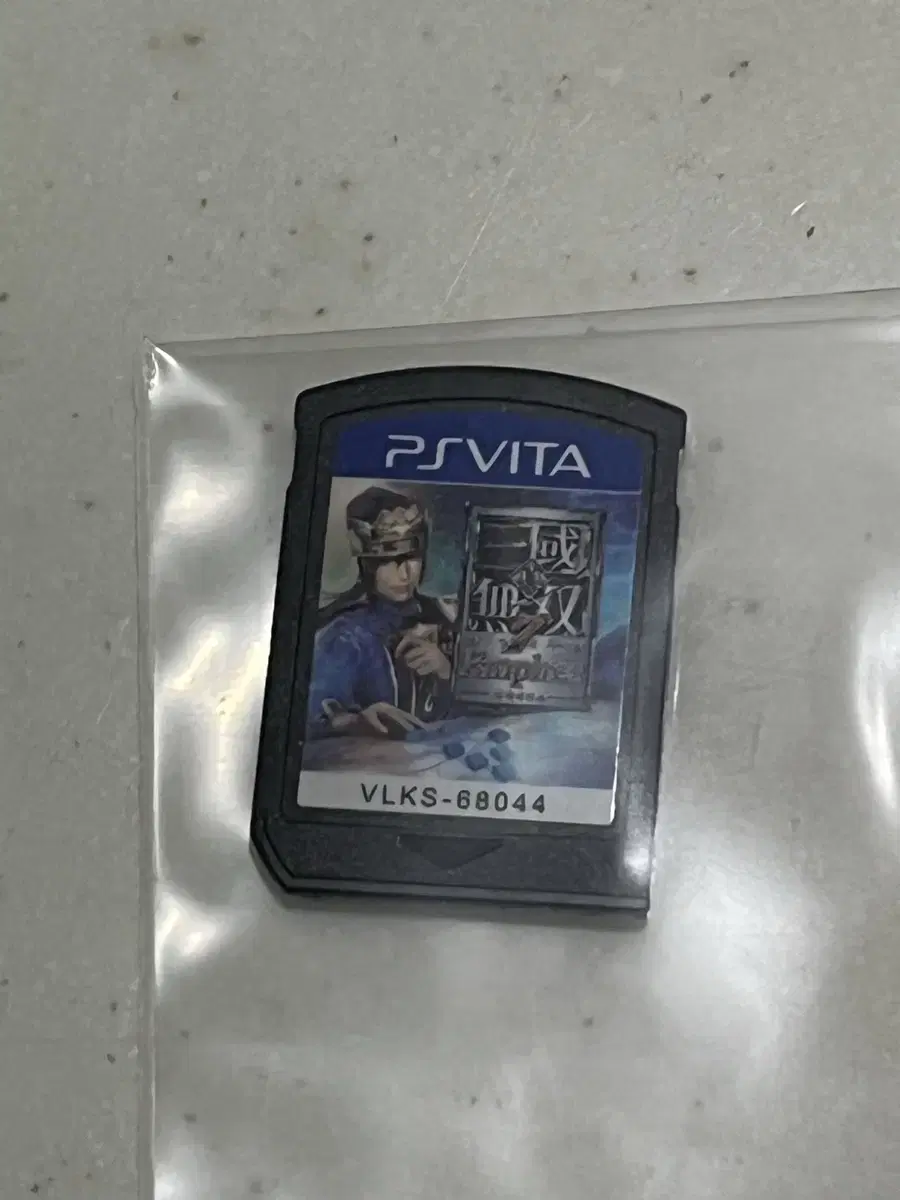 PSVITA
三國
無双
Empires
VLKS-68044